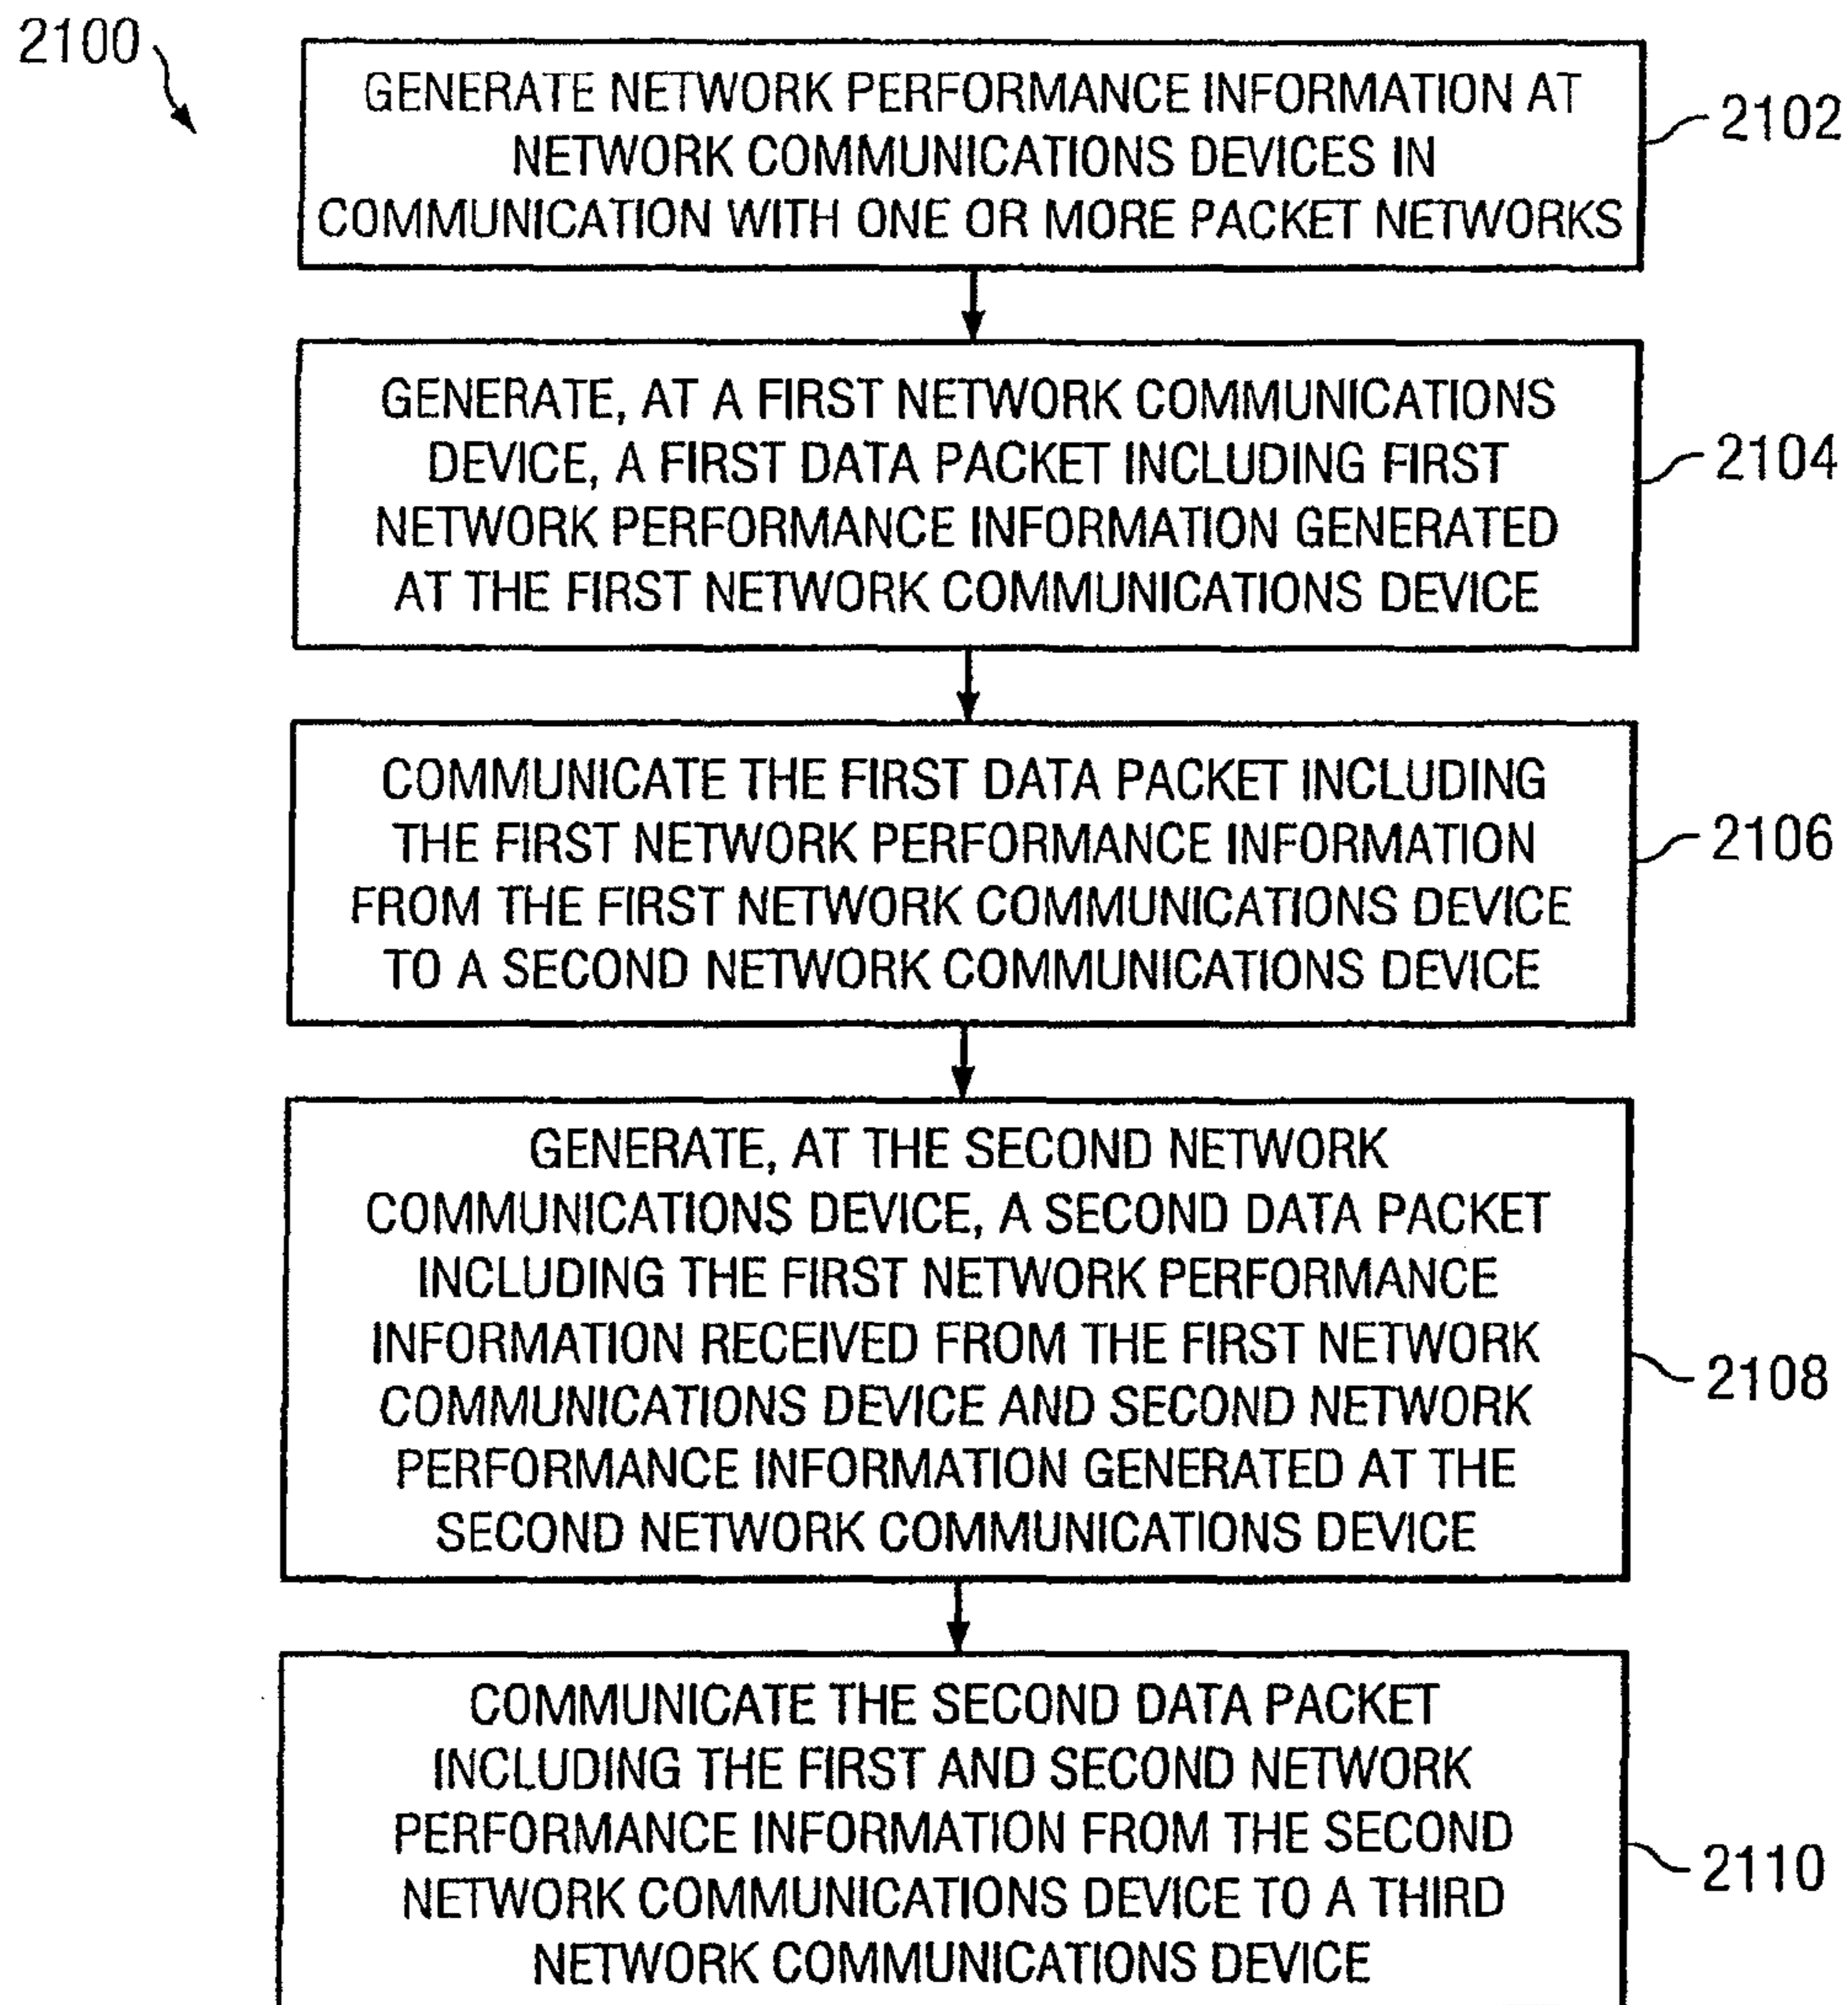 2100
GENERATE NETWORK PERFORMANCE INFORMATION AT
NETWORK COMMUNICATIONS DEVICES IN
COMMUNICATION WITH ONE OR MORE PACKET NETWORKS
2102
GENERATE, AT A FIRST NETWORK COMMUNICATIONS
DEVICE, A FIRST DATA PACKET INCLUDING FIRST
NETWORK PERFORMANCE INFORMATION GENERATED
AT THE FIRST NETWORK COMMUNICATIONS DEVICE
2104
COMMUNICATE THE FIRST DATA PACKET INCLUDING
THE FIRST NETWORK PERFORMANCE INFORMATION
FROM THE FIRST NETWORK COMMUNICATIONS DEVICE
TO A SECOND NETWORK COMMUNICATIONS DEVICE
2106
GENERATE, AT THE SECOND NETWORK
COMMUNICATIONS DEVICE, A SECOND DATA PACKET
INCLUDING THE FIRST NETWORK PERFORMANCE
INFORMATION RECEIVED FROM THE FIRST NETWORK
COMMUNICATIONS DEVICE AND SECOND NETWORK
PERFORMANCE INFORMATION GENERATED AT THE
SECOND NETWORK COMMUNICATIONS DEVICE
2108
COMMUNICATE THE SECOND DATA PACKET
INCLUDING THE FIRST AND SECOND NETWORK
PERFORMANCE INFORMATION FROM THE SECOND
NETWORK COMMUNICATIONS DEVICE TO A THIRD
NETWORK COMMUNICATIONS DEVICE
2110